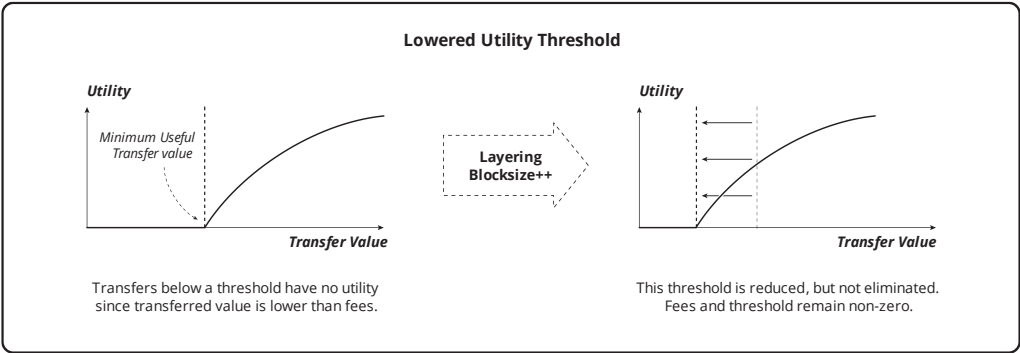 Lowered Utility Threshold
Utility
Minimum Useful
Transfer value
Transfer Value
Transfers below a threshold have no utility
since transferred value is lower than fees.
Layering
Blocksize++
Utility
Transfer Value
This threshold is reduced, but not eliminated.
Fees and threshold remain non-zero.